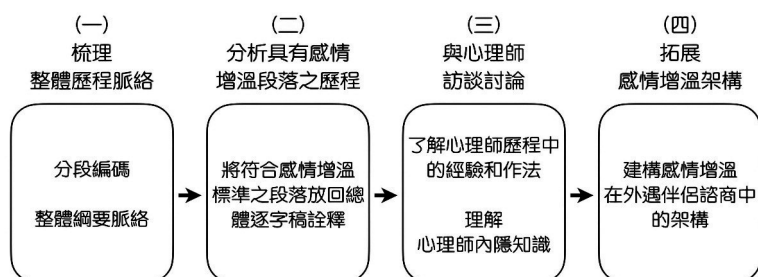 (一)
梳理
整體歷程脈絡
分段編碼
整體綱要脈絡
(二)
分析具有感情
增溫段落之歷程
將符合感情增溫
標準之段落放回總
體逐字稿詮釋
(三)
與心理師
訪談討論
了解心理師歷程中
的經驗和作法
理解
心理師內隱知識
(四)
拓展
感情增溫架構
建構感情增溫
在外遇伴侶諮商中
的架構